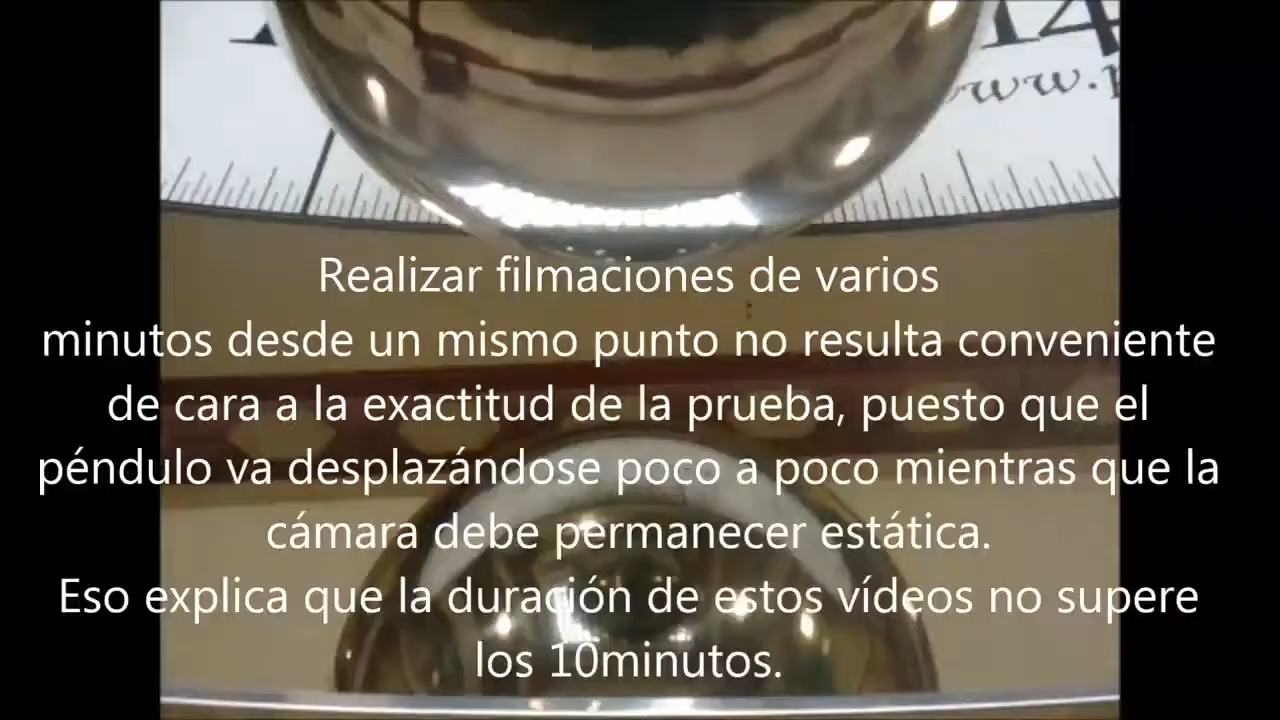 14
www.
Realizar filmaciones de varios
minutos desde un mismo punto no resulta conveniente
de cara a la exactitud de la prueba, puesto que el
péndulo va desplazándose poco a poco mientras que la
cámara debe permanecer estática.
Eso explica que la duración de estos vídeos no supere
los 10minutos.